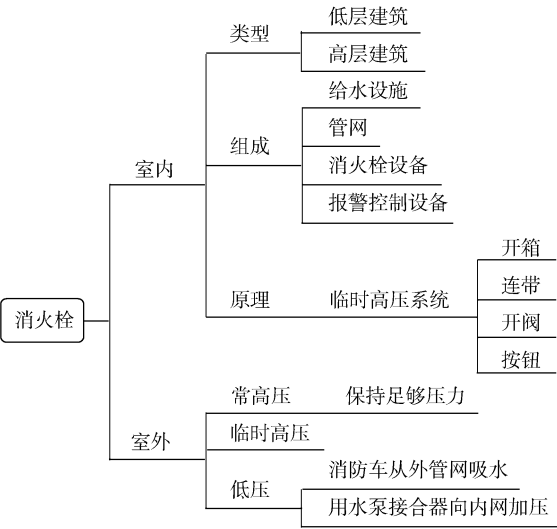 消火栓
室内
类型
低层建筑
高层建筑
组成
给水设施
管网
消火栓设备
报警控制设备
原理
临时高压系统
开箱
连带
开阀
按钮
室外
常高压
保持足够压力
临时高压
低压
消防车从外管网吸水
用水泵接合器向内网加压